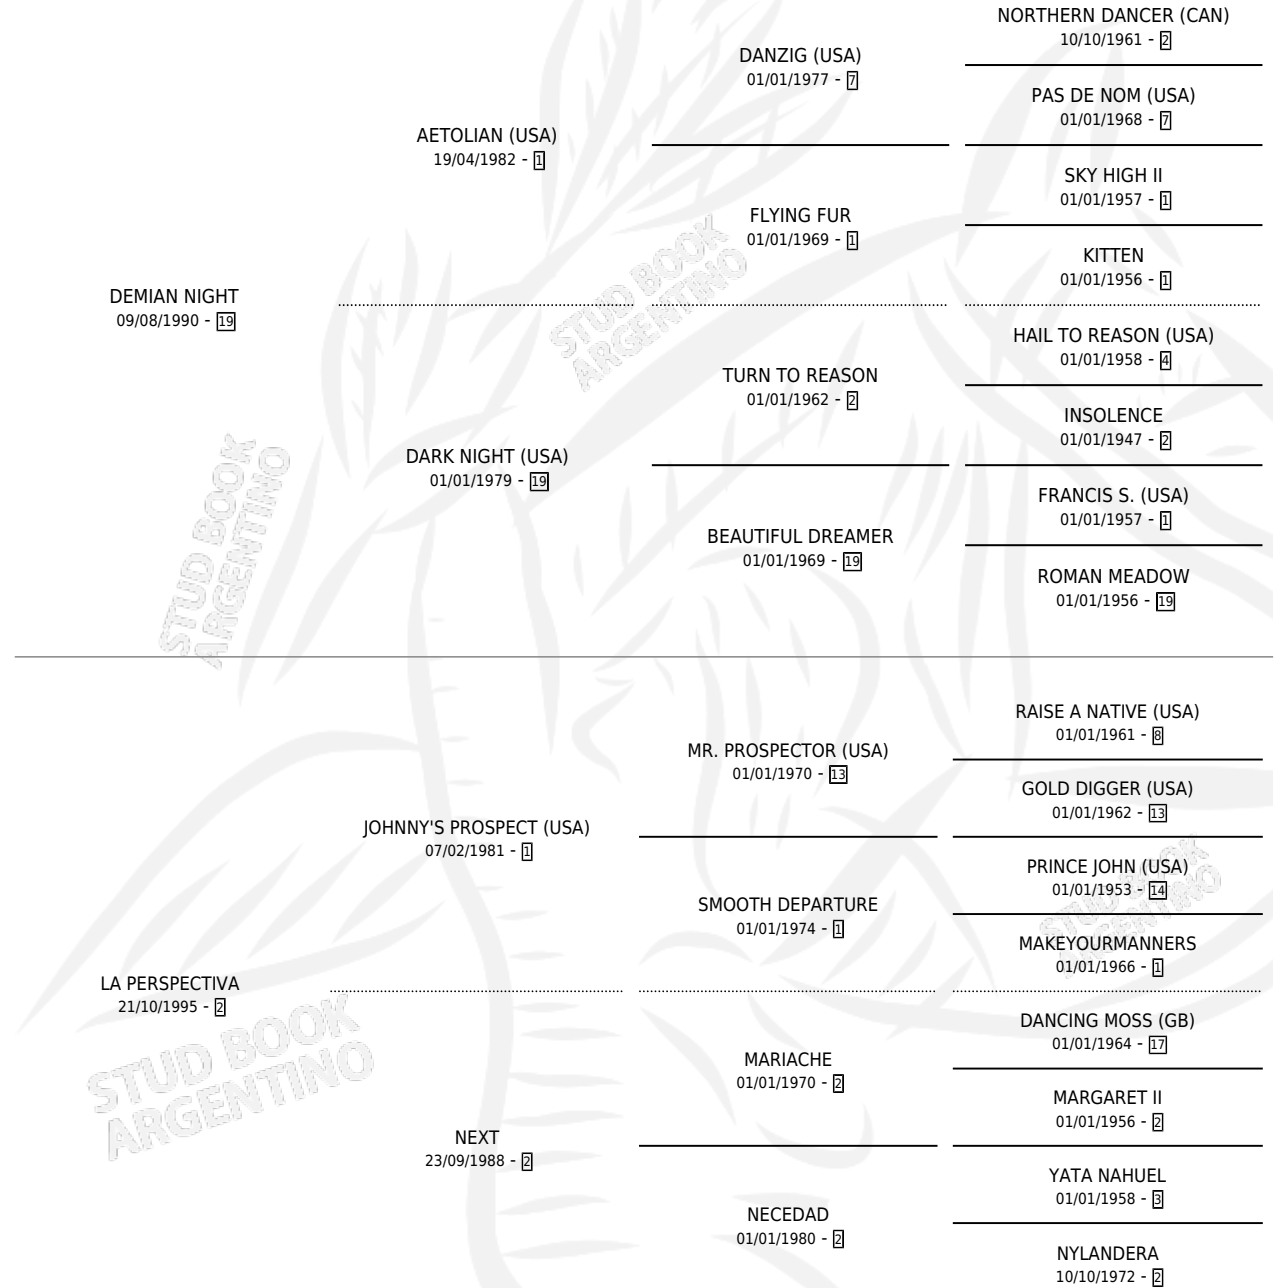 NORTHERN DANCER (CAN)
10/10/1961 - 2
DANZIG (USA)
01/01/1977 - 7
PAS DE NOM (USA)
01/01/1968 - 7
AETOLIAN (USA)
19/04/1982 - 1
SKY HIGH II
01/01/1957 - 1
FLYING FUR
01/01/1969 - 1
KITTEN
01/01/1956 - 1
DEMIAN NIGHT
09/08/1990 - 19
STUD BOOK
ARGENTINO
HAIL TO REASON (USA)
01/01/1958 - 4
TURN TO REASON
01/01/1962 - 2
INSOLENCE
01/01/1947 - 2
DARK NIGHT (USA)
01/01/1979 - 19
FRANCIS S. (USA)
01/01/1957 - 1
BEAUTIFUL DREAMER
01/01/1969 - 19
ROMAN MEADOW
01/01/1956 - 19
STUD BOOK
ARGENTINO
RAISE A NATIVE (USA)
01/01/1961 - 8
MR. PROSPECTOR (USA)
01/01/1970 - 13
GOLD DIGGER (USA)
01/01/1962 - 13
JOHNNY'S PROSPECT (USA)
07/02/1981 - 1
PRINCE JOHN (USA)
01/01/1953 - 14
STUD BOOK
ARGENTINO
SMOOTH DEPARTURE
01/01/1974 - 1
MAKEYOURMANNERS
01/01/1966 - 1
LA PERSPECTIVA
21/10/1995 - 2
STUD BOOK
ARGENTINO
DANCING MOSS (GB)
01/01/1964 - 17
MARIACHE
01/01/1970 - 2
MARGARET II
01/01/1956 - 2
NEXT
23/09/1988 - 2
YATA NAHUEL
01/01/1958 - 3
NECEDAD
01/01/1980 - 2
NYLANDERA
10/10/1972 - 2